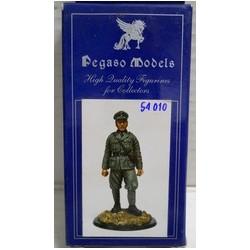 Pegaso Models
High Quality Figurines
for Collectors
54 010